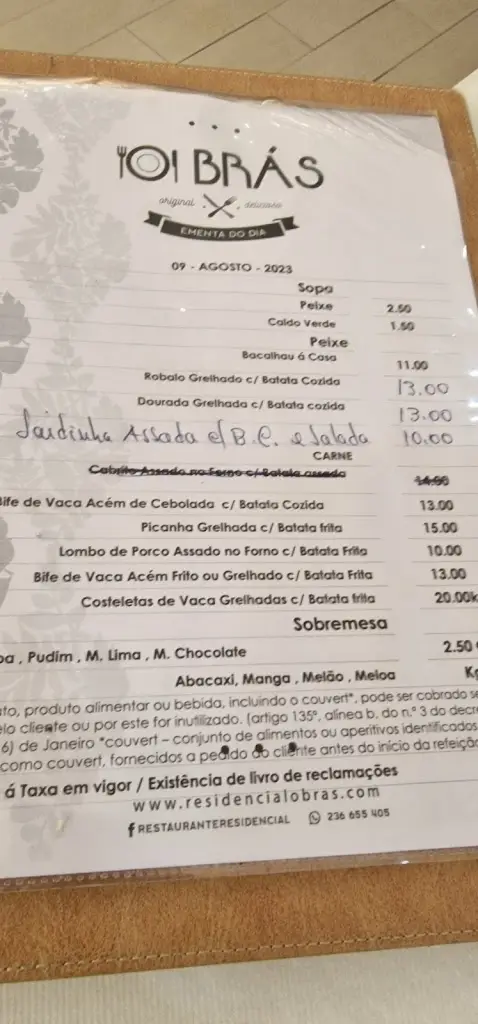 O BRÁS
original delicioso
EMENTA DO DIA
09 - AGOSTO - 2023
Sopa
Peixe 2.50
Caldo Verde 1.50
Peixe
Bacalhau á Casa 11.00
Robalo Grelhado c/ Batata Cozida 13.00
Dourada Grelhada c/ Batata cozida 13.00
Sardinha Assada c/ B.C. e Salada 10.00
CARNE
Cabrito Assado no Forno c/ Batata assada 14.00
Bife de Vaca Acém de Cebolada c/ Batata Cozida 13.00
Picanha Grelhada c/ Batata frita 15.00
Lombo de Porco Assado no Forno c/ Batata Frita 10.00
Bife de Vaca Acém Frito ou Grelhado c/ Batata Frita 13.00
Costeletas de Vaca Grelhadas c/ Batata frita 20.00k
Sobremesa
, Pudim , M. Lima , M. Chocolate 2.50
Abacaxi, Manga , Melão , Meloa
, produto alimentar ou bebida, incluindo o couvert*, pode ser cobrado
cliente ou por este for inutilizado. (artigo 135º, alínea b, do n.º 3 do
6) de Janeiro *couvert – conjunto de alimentos ou aperitivos identificados
como couvert, fornecidos a pedido do cliente antes do início da refeição
á Taxa em vigor / Existência de livro de reclamações
www.residencialobras.com
RESTAURANTERESIDENCIAL 236 655 405